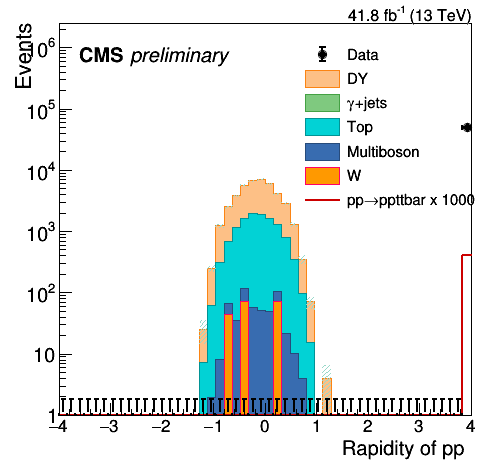 41.8 fb⁻¹ (13 TeV)
Events
CMS preliminary
Data
DY
γ+jets
Top
Multiboson
W
pp→ppttbar x 1000
10⁶
10⁵
10⁴
10³
10²
10
1
−4 −3 −2 −1 0 1 2 3 4
Rapidity of pp